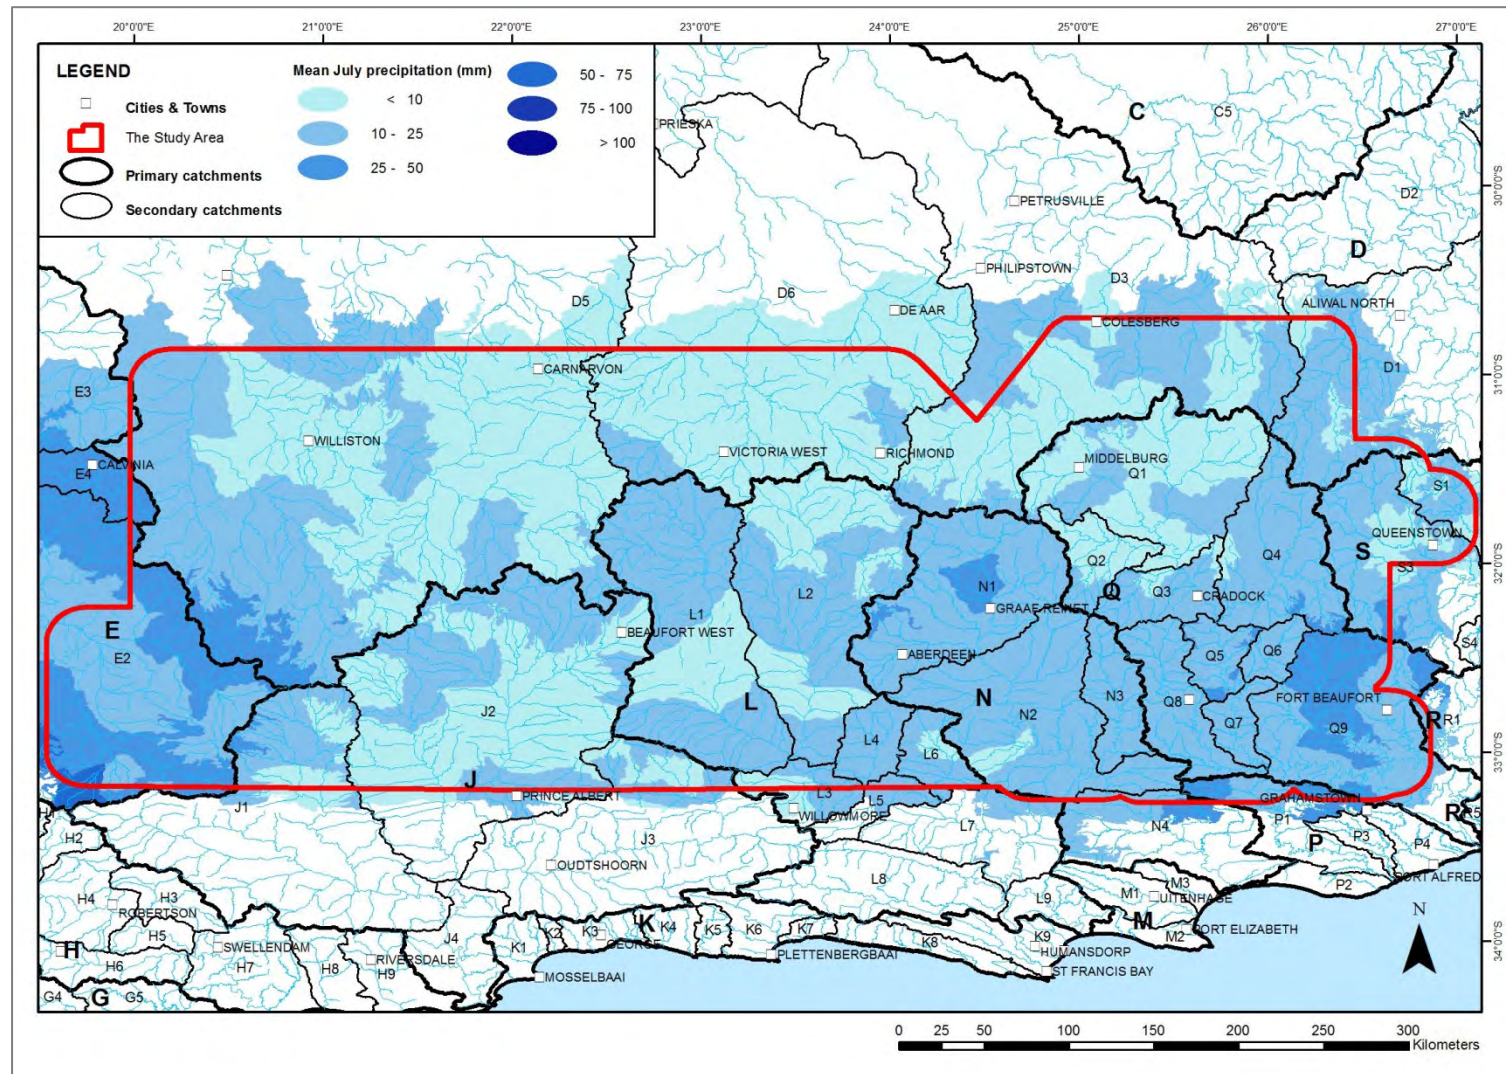 20°0'0"E 21°0'0"E 22°0'0"E 23°0'0"E 24°0'0"E 25°0'0"E 26°0'0"E 27°0'0"E
LEGEND
Cities & Towns
The Study Area
Primary catchments
Secondary catchments
Mean July precipitation (mm)
< 10
10 - 25
25 - 50
50 - 75
75 - 100
> 100
PRIESKA
C
C5
D2
30°0'0"S
PETRUSVILLE
D
PHILIPSTOWN
D3
D5
D6
DE AAR
ALIWAL NORTH
COLESBERG
CARNARVON
D1
31°0'0"S
E3
WILLISTON
VICTORIA WEST
RICHMOND
MIDDELBURG
Q1
CALVINIA
E4
S1
QUEENSTOWN
S
Q4
Q2
S3
32°0'0"S
N1
Q
Q3
CRADOCK
L1
L2
GRAAF REINET
E
E2
BEAUFORT WEST
ABERDEEN
Q5
Q6
S4
J2
L
N
N3
N2
Q8
Q7
FORT BEAUFORT
Q9
R
R1
L4
L6
33°0'0"S
J
PRINCE ALBERT
J1
L3
L5
WILLOWMORE
GRAHAMSTOWN
P1
R
R5
H1
H2
J3
L7
N4
P
P3
P4
OUDTSHOORN
PORT ALFRED
L8
M1
M3
UITENHAGE
P2
H4
H3
ROBERTSON
L9
M
H5
K
K1
K2
K3
K4
K5
K6
K7
K8
K9
M2
PORT ELIZABETH
N
34°0'0"S
H
SWELLENDAM
J4
GEORGE
PLETTENBERGBAAI
HUMANSDORP
H6
H7
H8
RIVERSDALE
H9
MOSSELBAAI
ST FRANCIS BAY
G4
G
G5
0 25 50 100 150 200 250 300
Kilometers